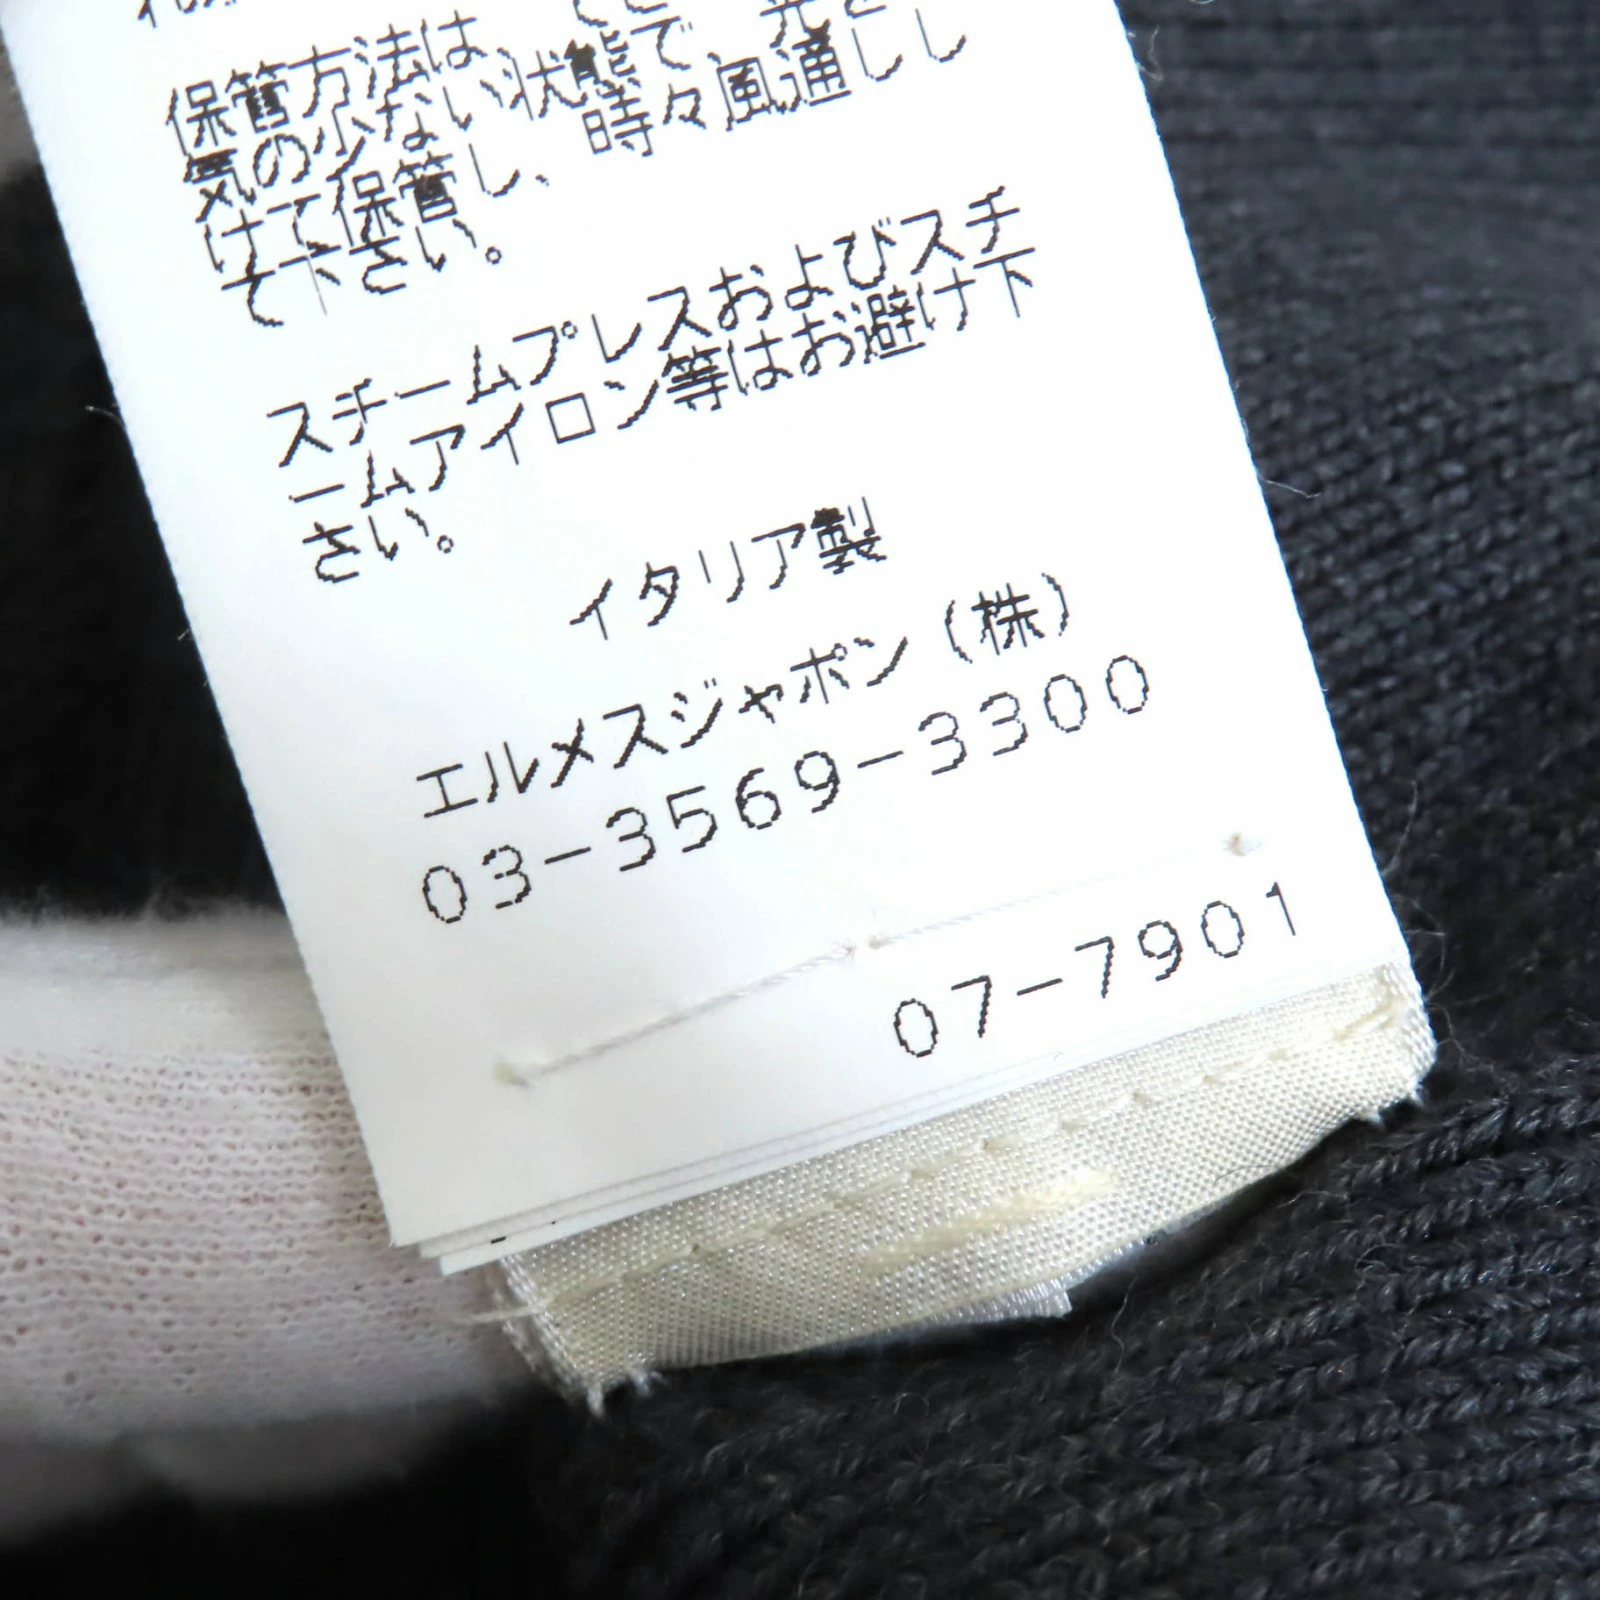 保管方法は、
気の少ない状態で、光を
けて保管し、時々風通しし
て下さい。
スチームプレスおよびスチ
ームアイロン等はお避け下
さい。
イタリア製
エルメスジャポン(株)
03-3569-3300
07-7901